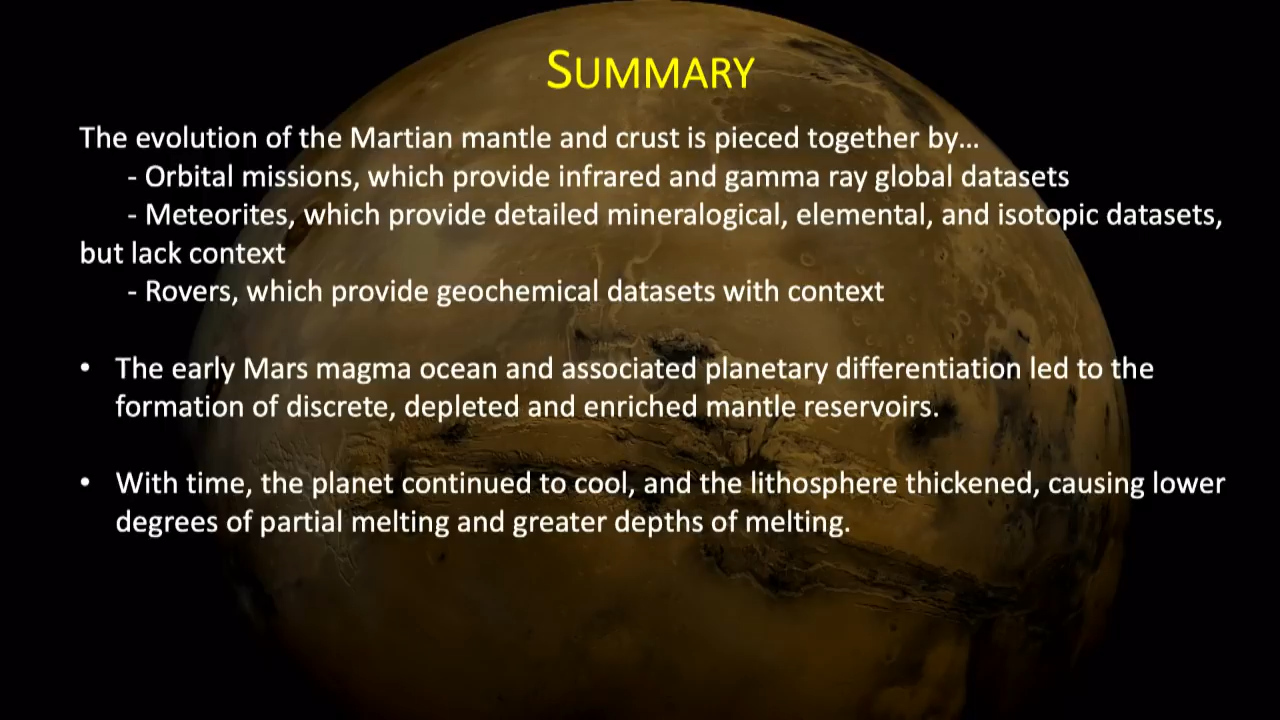 SUMMARY
The evolution of the Martian mantle and crust is pieced together by…
- Orbital missions, which provide infrared and gamma ray global datasets
- Meteorites, which provide detailed mineralogical, elemental, and isotopic datasets,
but lack context
- Rovers, which provide geochemical datasets with context
• The early Mars magma ocean and associated planetary differentiation led to the
formation of discrete, depleted and enriched mantle reservoirs.
• With time, the planet continued to cool, and the lithosphere thickened, causing lower
degrees of partial melting and greater depths of melting.